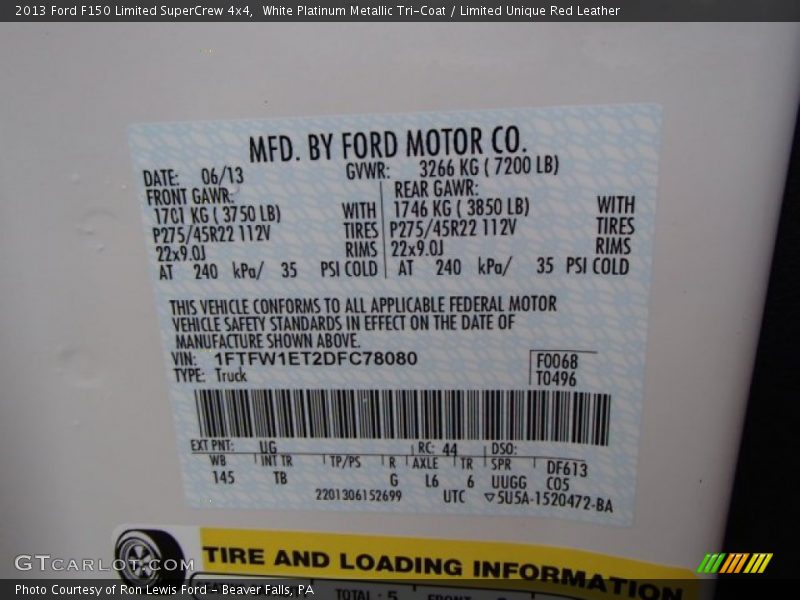 2013 Ford F150 Limited SuperCrew 4x4,  White Platinum Metallic Tri-Coat / Limited Unique Red Leather
MFD. BY FORD MOTOR CO.
DATE: 06/13 GVWR: 3266 KG ( 7200 LB)
FRONT GAWR: REAR GAWR:
1701 KG ( 3750 LB) WITH 1746 KG ( 3850 LB) WITH
P275/45R22 112V TIRES P275/45R22 112V TIRES
22x9.0J RIMS 22x9.0J RIMS
AT 240 kPa/ 35 PSI COLD AT 240 kPa/ 35 PSI COLD
THIS VEHICLE CONFORMS TO ALL APPLICABLE FEDERAL MOTOR
VEHICLE SAFETY STANDARDS IN EFFECT ON THE DATE OF
MANUFACTURE SHOWN ABOVE.
VIN: 1FTFW1ET2DFC78080 F0068
TYPE: Truck T0496
EXT PNT: UG RC: 44 DSO:
WB INT TR TP/PS R AXLE TR SPR DF613
145 TB G L6 6 UUGG C05
2201306152699 UTC ▽5U5A-1520472-BA
TIRE AND LOADING INFORMATION
TOTAL : 5
GTCARLOT.COM
Photo Courtesy of Ron Lewis Ford - Beaver Falls, PA